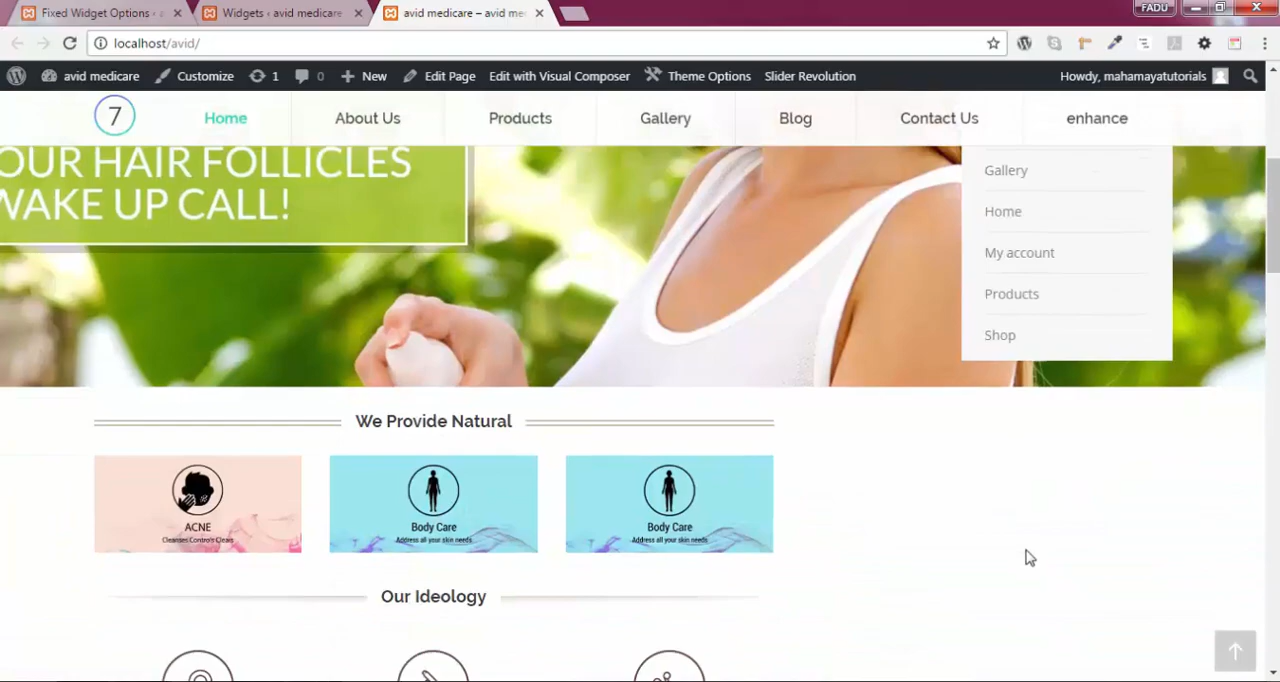 Fixed Widget Options ‹ a
Widgets ‹ avid medicare
avid medicare – avid me
FADU
localhost/avid/
avid medicare
Customize
1
0
New
Edit Page
Edit with Visual Composer
Theme Options
Slider Revolution
Howdy, mahamayatutorials
7
Home
About Us
Products
Gallery
Blog
Contact Us
enhance
OUR HAIR FOLLICLES
WAKE UP CALL!
Gallery
Home
My account
Products
Shop
We Provide Natural
ACNE
Cleanses Contro's Clears
Body Care
Address all your skin needs
Body Care
Address all your skin needs
Our Ideology